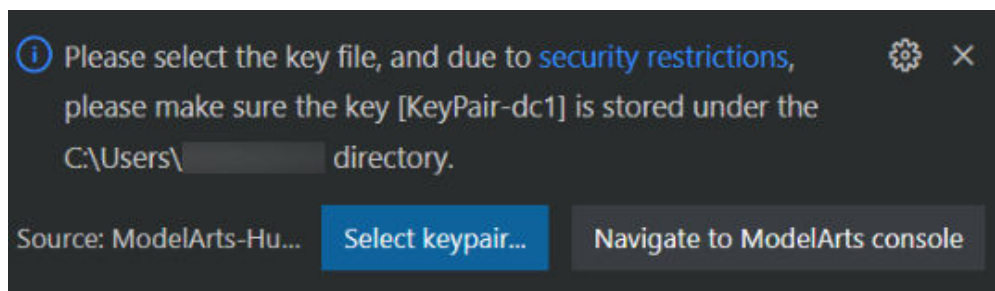 Please select the key file, and due to security restrictions,
please make sure the key [KeyPair-dc1] is stored under the
C:\Users\ directory.
Source: ModelArts-Hu... Select keypair... Navigate to ModelArts console